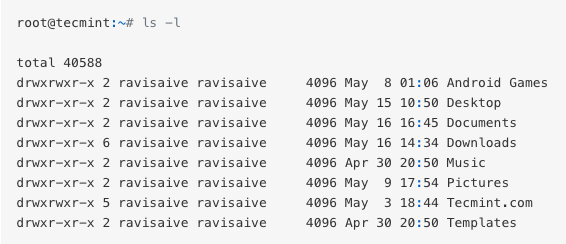 root@tecmint:~# ls -l
total 40588
drwxrwxr-x 2 ravisaive ravisaive     4096 May  8 01:06 Android Games
drwxr-xr-x 2 ravisaive ravisaive     4096 May 15 10:50 Desktop
drwxr-xr-x 2 ravisaive ravisaive     4096 May 16 16:45 Documents
drwxr-xr-x 6 ravisaive ravisaive     4096 May 16 14:34 Downloads
drwxr-xr-x 2 ravisaive ravisaive     4096 Apr 30 20:50 Music
drwxr-xr-x 2 ravisaive ravisaive     4096 May  9 17:54 Pictures
drwxrwxr-x 5 ravisaive ravisaive     4096 May  3 18:44 Tecmint.com
drwxr-xr-x 2 ravisaive ravisaive     4096 Apr 30 20:50 Templates